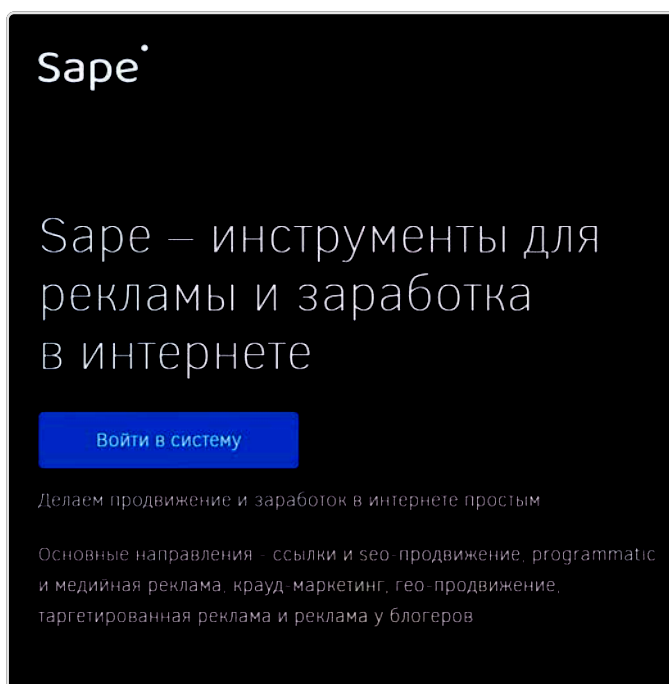 Sape
Sape – инструменты для
рекламы и заработка
в интернете
Войти в систему
Делаем продвижение и заработок в интернете простым
Основные направления - ссылки и seo-продвижение, programmatic
и медийная реклама, крауд-маркетинг, гео-продвижение,
таргетированная реклама и реклама у блогеров